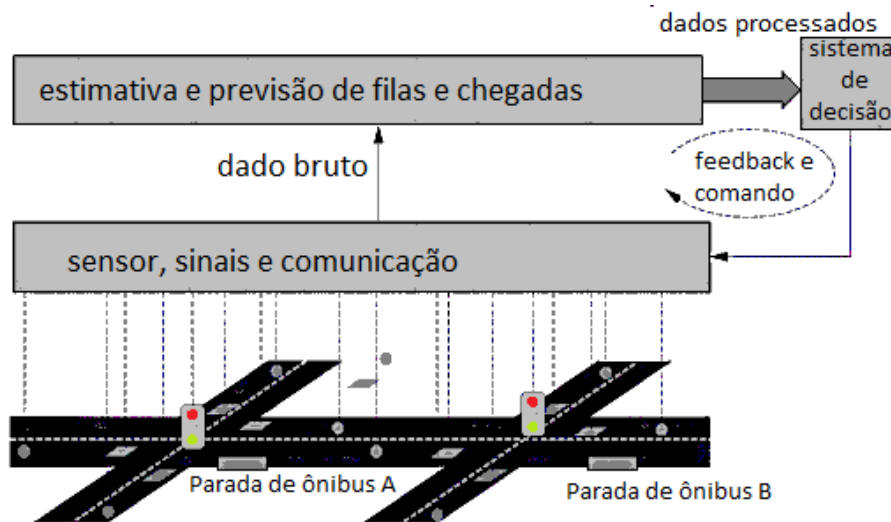 dados processados
estimativa e previsão de filas e chegadas
sistema
de
decisão
dado bruto
feedback e
comando
sensor, sinais e comunicação
Parada de ônibus A
Parada de ônibus B